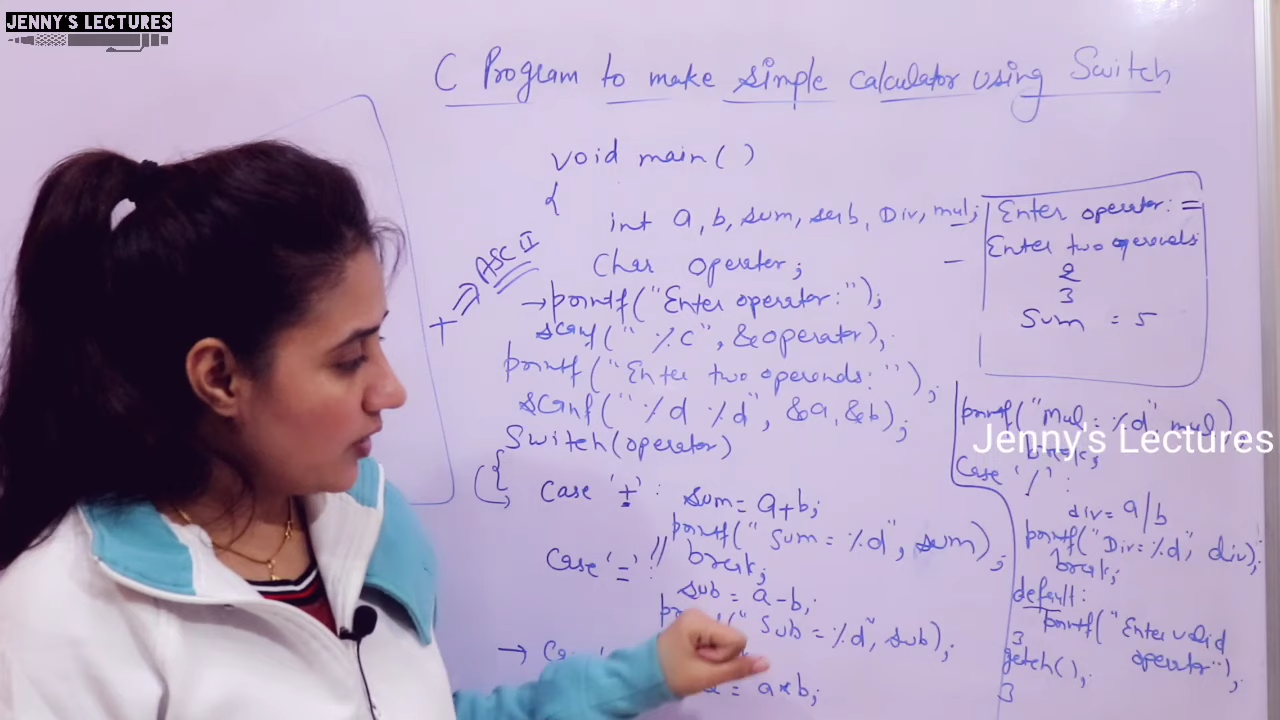 JENNY'S LECTURES
C Program to make simple calculator using Switch
void main( )
{
int a, b, sum, sub, Div, mul;
Char operator;
+ ⇒ ASCII
→printf("Enter operator:");
scanf(" %c", &operator);
printf("Enter two operends:");
scanf("%d %d", &a, &b);
Switch(operator)
{
Case '+': sum= a+b;
printf(" Sum = %d", sum);
break;
Case '-':
sub = a-b;
(" Sub = %d", sub);
→
= a*b;
Enter operator: =
Enter two operends
2
3
Sum = 5
printf("Mul = %d" mul)
Jenny's Lectures
break;
Case '/' :
div= a/b
printf("Div=%d", div);
break;
default:
printf("Enter valid
operator");
}
getch();
}